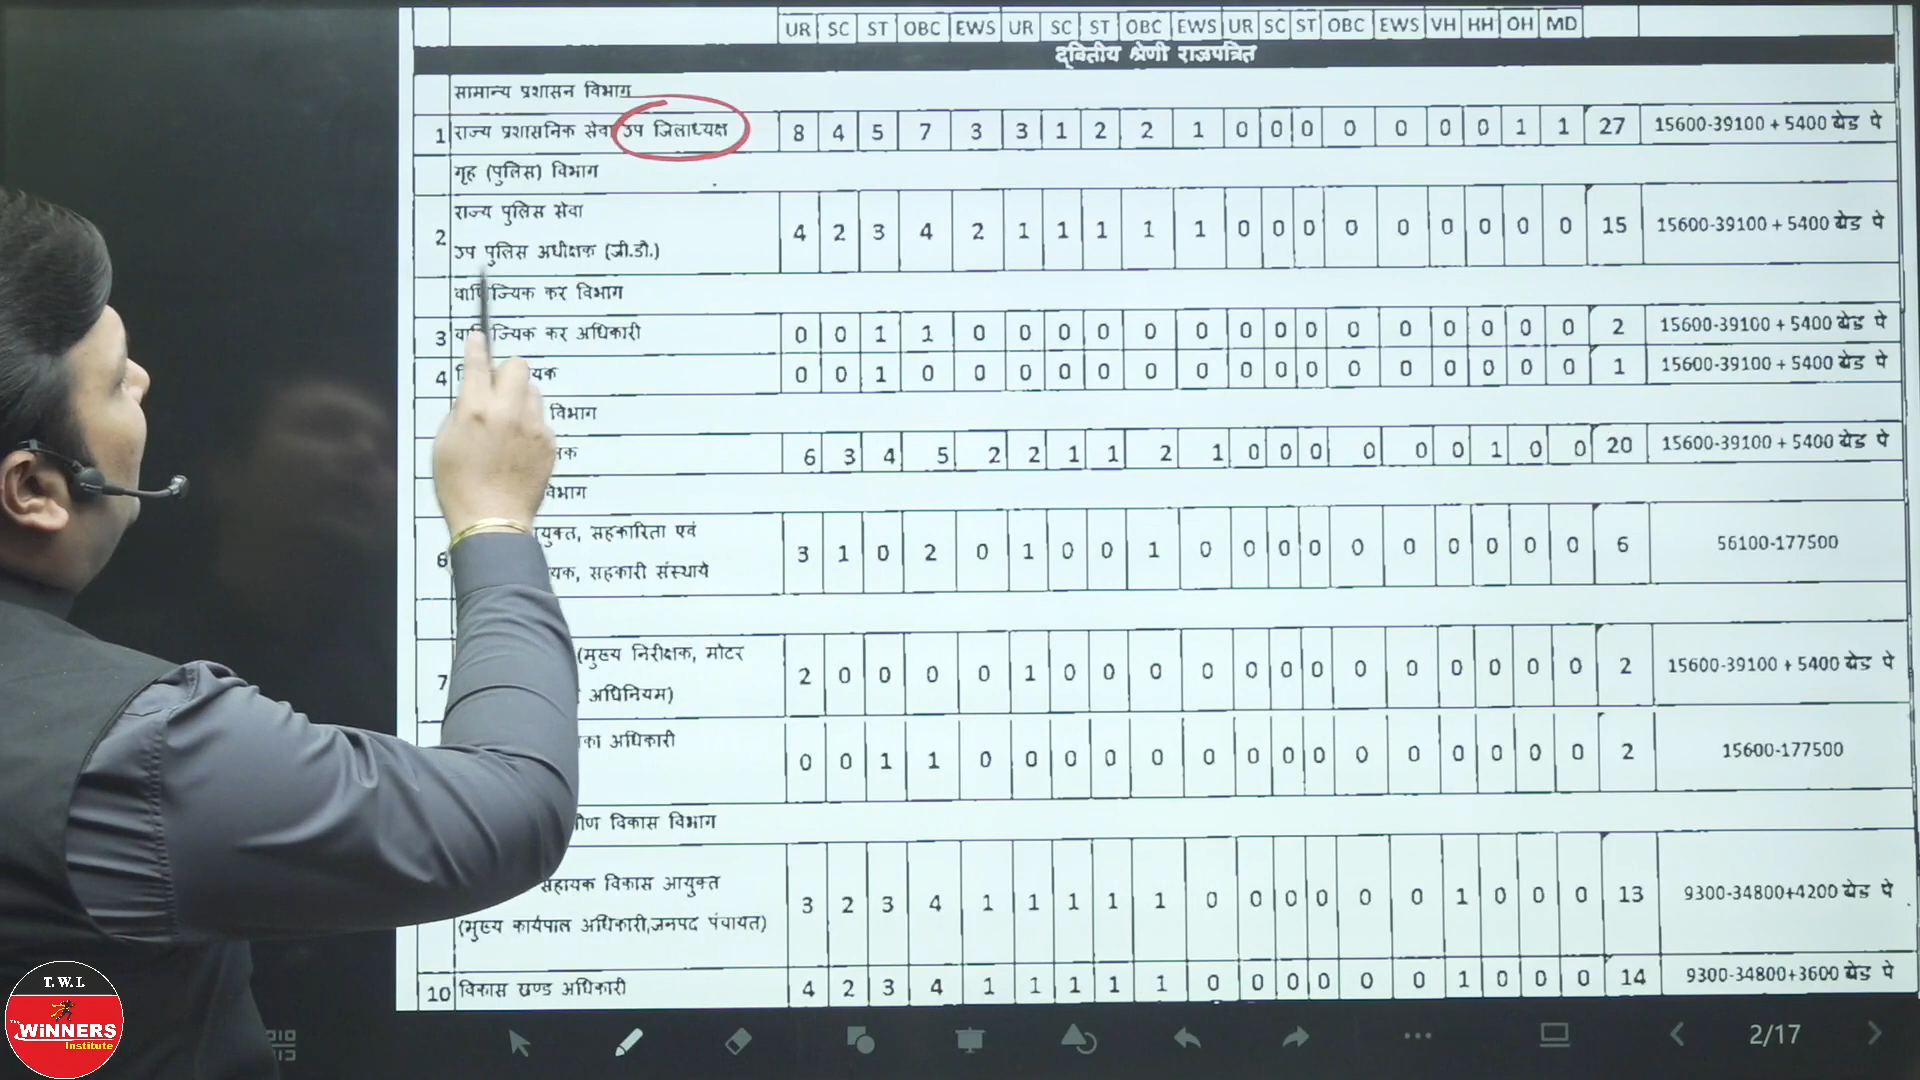 UR SC ST OBC EWS UR SC ST OBC EWS UR SC ST OBC EWS VH HH OH MD
द्वितीय श्रेणी राजपत्रित
सामान्य प्रशासन विभाग
1 राज्य प्रशासनिक सेवा उप जिलाध्यक्ष 8 4 5 7 3 3 1 2 2 1 0 0 0 0 0 0 0 0 1 1 27 15600-39100 + 5400 ग्रेड पे
गृह (पुलिस) विभाग
2 राज्य पुलिस सेवा
उप पुलिस अधीक्षक (जी.डी.) 4 2 3 4 2 1 1 1 1 1 0 0 0 0 0 0 0 0 0 15 15600-39100 + 5400 ग्रेड पे
वाणिज्यिक कर विभाग
3 वाणिज्यिक कर अधिकारी 0 0 1 1 0 0 0 0 0 0 0 0 0 0 0 0 0 0 0 2 15600-39100 + 5400 ग्रेड पे
4 0 0 1 0 0 0 0 0 0 0 0 0 0 0 0 0 0 0 0 1 15600-39100 + 5400 ग्रेड पे
विभाग
6 3 4 5 2 2 1 1 2 1 0 0 0 0 0 0 1 0 0 20 15600-39100 + 5400 ग्रेड पे
विभाग
6 युक्त, सहकारिता एवं
यक, सहकारी संस्थाये 3 1 0 2 0 1 0 0 1 0 0 0 0 0 0 0 0 0 0 6 56100-177500
7 (मुख्य निरीक्षक, मोटर
अधिनियम) 2 0 0 0 0 1 0 0 0 0 0 0 0 0 0 0 0 0 0 2 15600-39100 + 5400 ग्रेड पे
का अधिकारी 0 0 1 1 0 0 0 0 0 0 0 0 0 0 0 0 0 0 0 2 15600-177500
विकास विभाग
सहायक विकास आयुक्त
(मुख्य कार्यपाल अधिकारी,जनपद पंचायत) 3 2 3 4 1 1 1 1 1 0 0 0 0 0 0 1 0 0 0 13 9300-34800+4200 ग्रेड पे
10 विकास खण्ड अधिकारी 4 2 3 4 1 1 1 1 1 0 0 0 0 0 0 1 0 0 0 14 9300-34800+3600 ग्रेड पे
T.W.I.
The WiNNERS
Institute
2/17